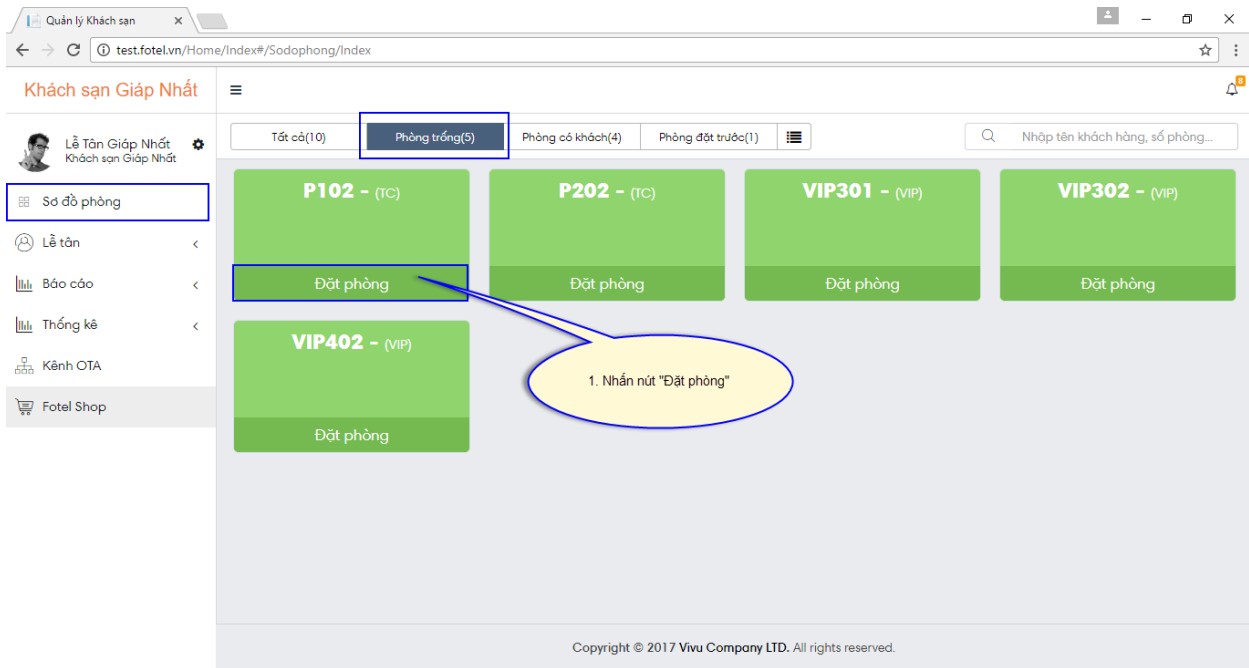 Quản lý Khách sạn
test.fotel.vn/Home/Index#/Sodophong/Index
Khách sạn Giáp Nhất
8
Lễ Tân Giáp Nhất
Khách sạn Giáp Nhất
Tất cả(10)
Phòng trống(5)
Phòng có khách(4)
Phòng đặt trước(1)
Nhập tên khách hàng, số phòng...
Sơ đồ phòng
Lễ tân
Báo cáo
Thống kê
Kênh OTA
Fotel Shop
P102 - (TC)
Đặt phòng
P202 - (TC)
Đặt phòng
VIP301 - (VIP)
Đặt phòng
VIP302 - (VIP)
Đặt phòng
VIP402 - (VIP)
Đặt phòng
1. Nhấn nút "Đặt phòng"
Copyright © 2017 Vivu Company LTD. All rights reserved.